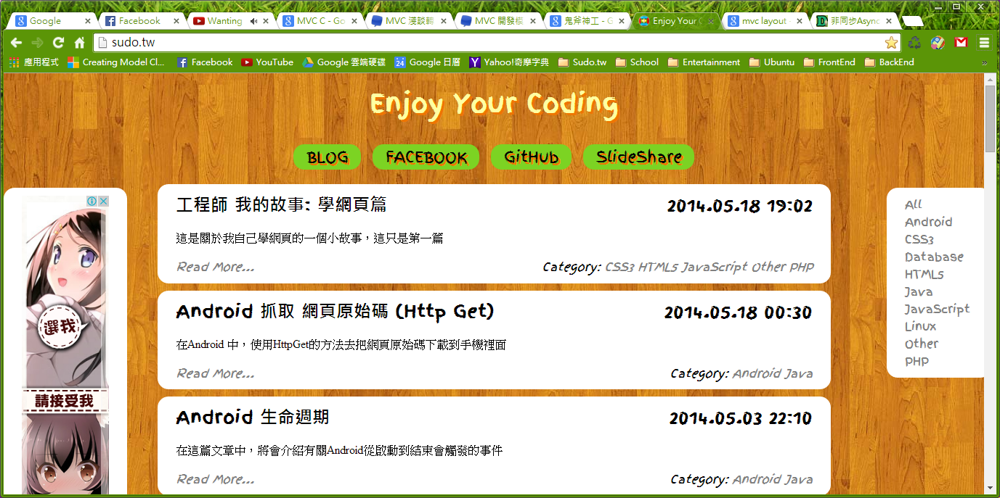 Google
Facebook
Wanting
MVC C - Go
MVC 淺談
MVC 開發模
鬼斧神工 - G
Enjoy Your C
mvc layout
非同步Async
sudo.tw
應用程式
Creating Model Cl...
Facebook
YouTube
Google 雲端硬碟
Google 日曆
Yahoo!奇摩字典
Sudo.tw
School
Entertainment
Ubuntu
FrontEnd
BackEnd
»
Enjoy Your Coding
BLOG
FACEBOOK
GitHub
SlideShare
選我
請接受我
工程師 我的故事: 學網頁篇
2014.05.18 19:02
這是關於我自己學網頁的一個小故事，這只是第一篇
Read More...
Category: CSS3 HTML5 JavaScript Other PHP
Android 抓取 網頁原始碼 (Http Get)
2014.05.18 00:30
在Android 中，使用HttpGet的方法去把網頁原始碼下載到手機裡面
Read More...
Category: Android Java
Android 生命週期
2014.05.03 22:10
在這篇文章中，將會介紹有關Android從啟動到結束會觸發的事件
Read More...
Category: Android Java
All
Android
CSS3
Database
HTML5
Java
JavaScript
Linux
Other
PHP